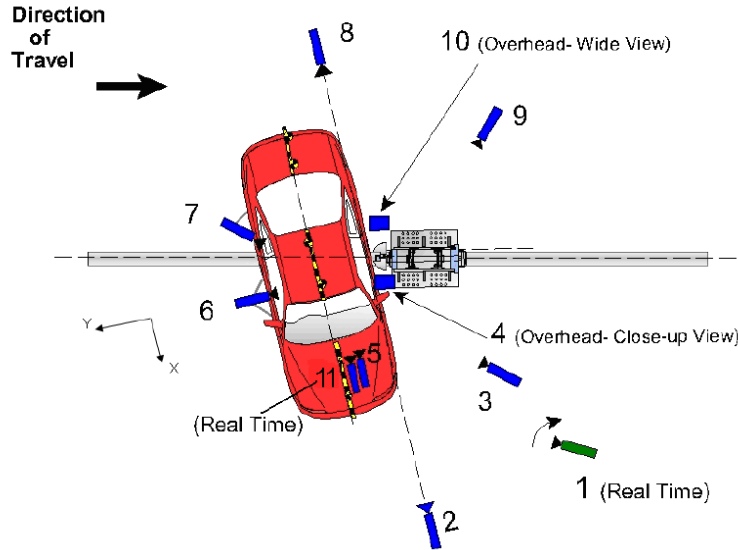 Direction
of
Travel
8
10 (Overhead- Wide View)
9
7
6
Y
X
4 (Overhead- Close-up View)
5
11
3
(Real Time)
1 (Real Time)
2